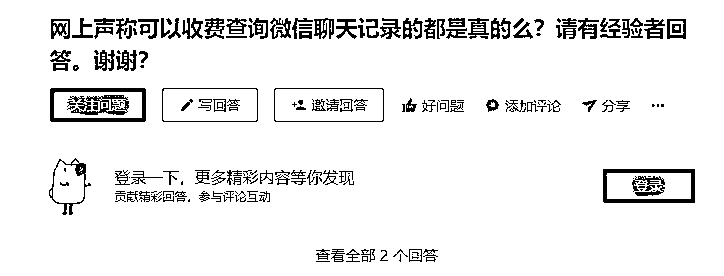 网上声称可以收费查询微信聊天记录的都是真的么？请有经验者回
答。谢谢？
关注问题 写回答 邀请回答 好问题 添加评论 分享 ...
登录一下，更多精彩内容等你发现
贡献精彩回答，参与评论互动
登录
查看全部 2 个回答